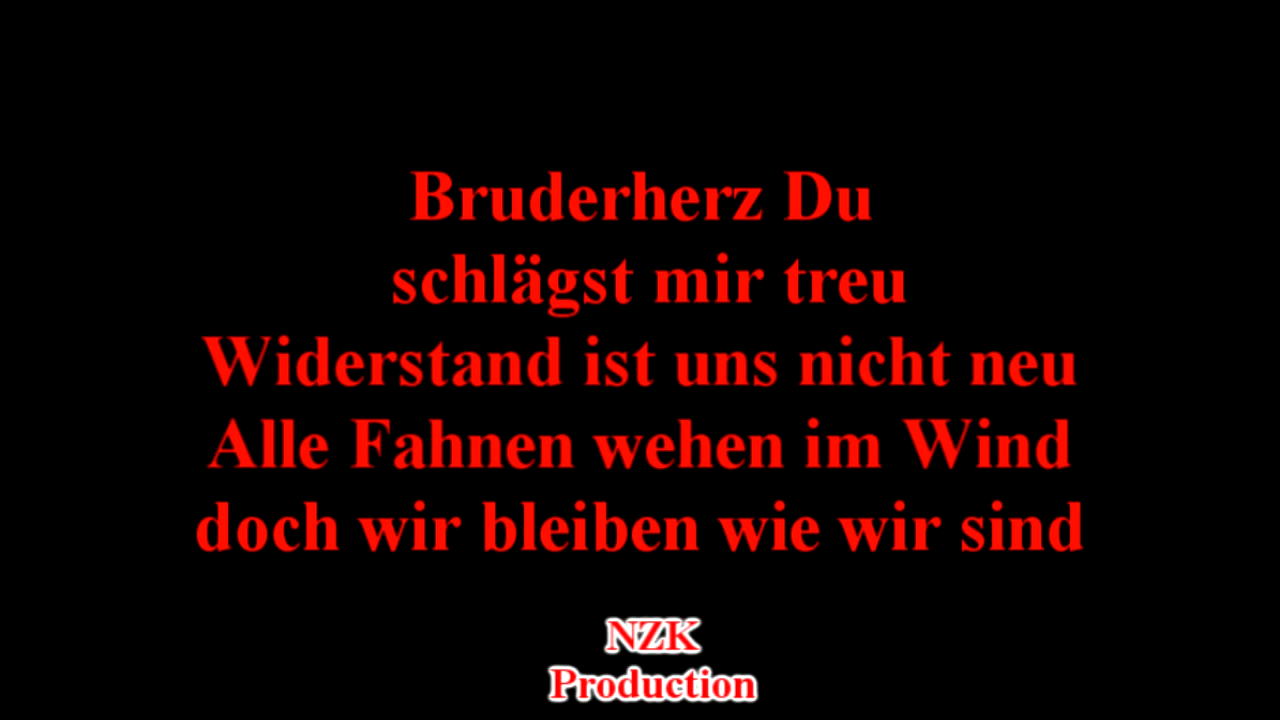 Bruderherz Du
schlägst mir treu
Widerstand ist uns nicht neu
Alle Fahnen wehen im Wind
doch wir bleiben wie wir sind
NZK
Production